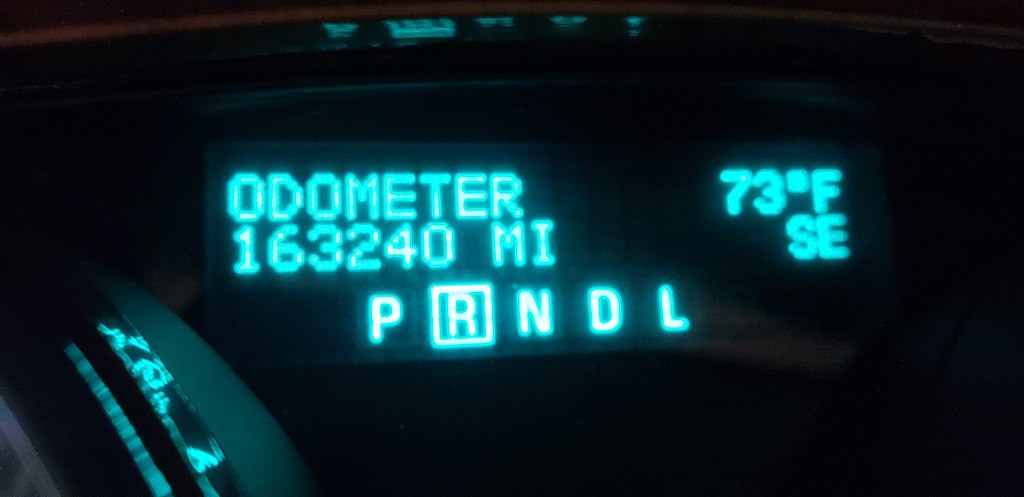 ODOMETER 73°F
163240 MI SE
P R N D L